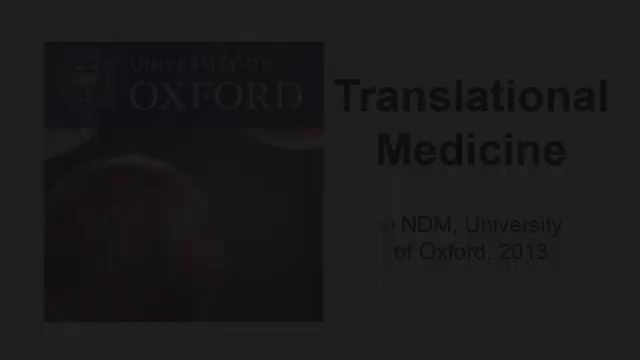 UNIVERSITY OF
OXFORD
Translational
Medicine
© NDM, University
of Oxford, 2013